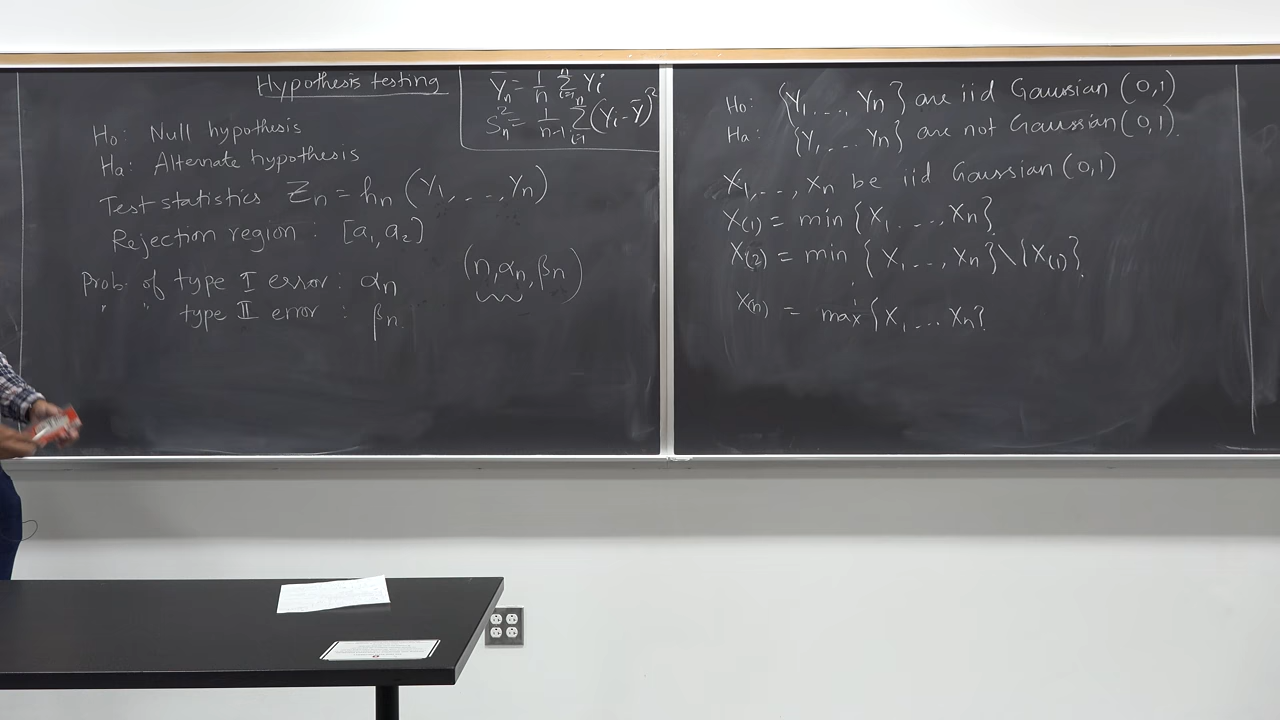 Hypothesis testing
H0: Null hypothesis
Ha: Alternate hypothesis
Test statistics Zn = hn (Y1, ..., Yn)
Rejection region : [a1, a2]
Prob. of type I error: αn
" " type II error : βn.
(n, αn, βn)
Ȳn = 1/n Σ_{i=1}^{n} Yi
Sn² = 1/(n-1) Σ_{i=1}^{n} (Yi - Ȳ)²
H0: {Y1, ..., Yn} are iid Gaussian (0,1)
Ha: {Y1, ... Yn} are not Gaussian (0,1).
X1, ..., Xn be iid Gaussian (0,1)
X(1) = min {X1, ..., Xn}
X(2) = min {X1, ..., Xn} \ {X(1)}
X(n) = max {X1, ... Xn}